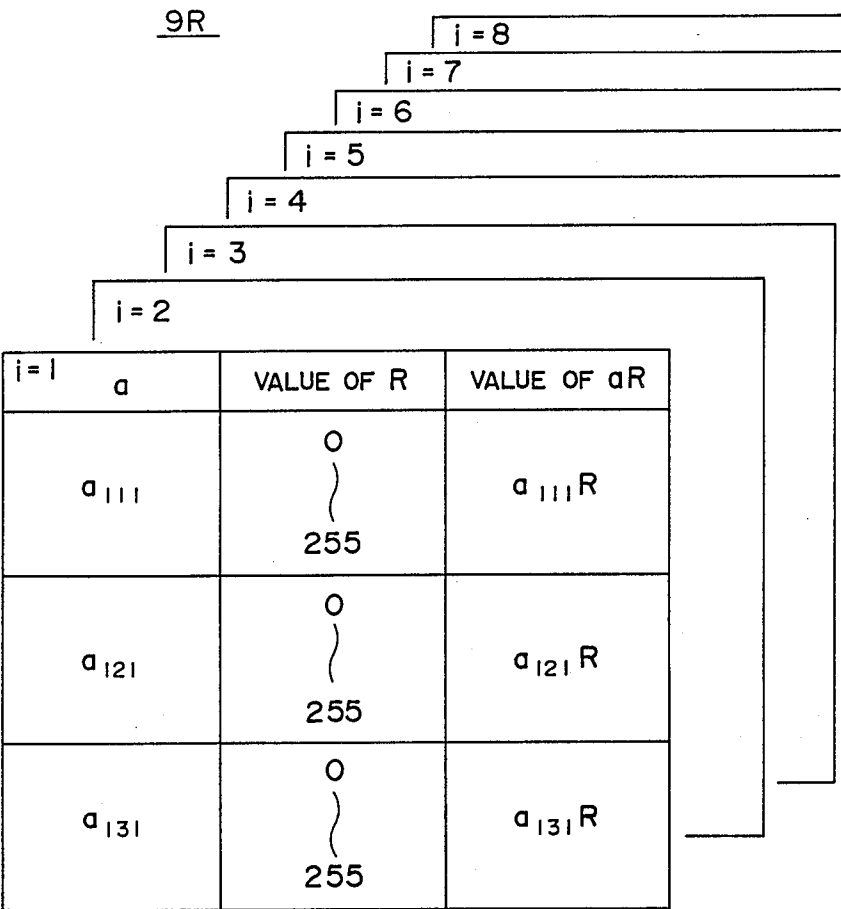 9R
i = 8
i = 7
i = 6
i = 5
i = 4
i = 3
i = 2
i = 1 a VALUE OF R VALUE OF aR
a111 0 255 a111R
a121 0 255 a121R
a131 0 255 a131R